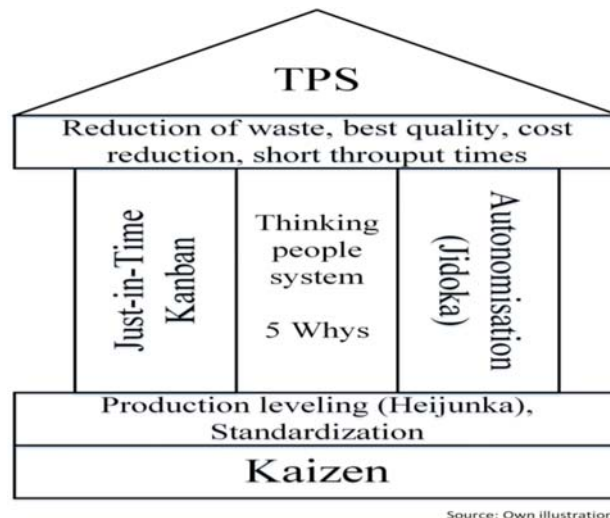 TPS
Reduction of waste, best quality, cost
reduction, short throuput times
Just-in-Time
Kanban
Thinking
people
system
5 Whys
Autonomisation
(Jidoka)
Production leveling (Heijunka),
Standardization
Kaizen
Source: Own illustration